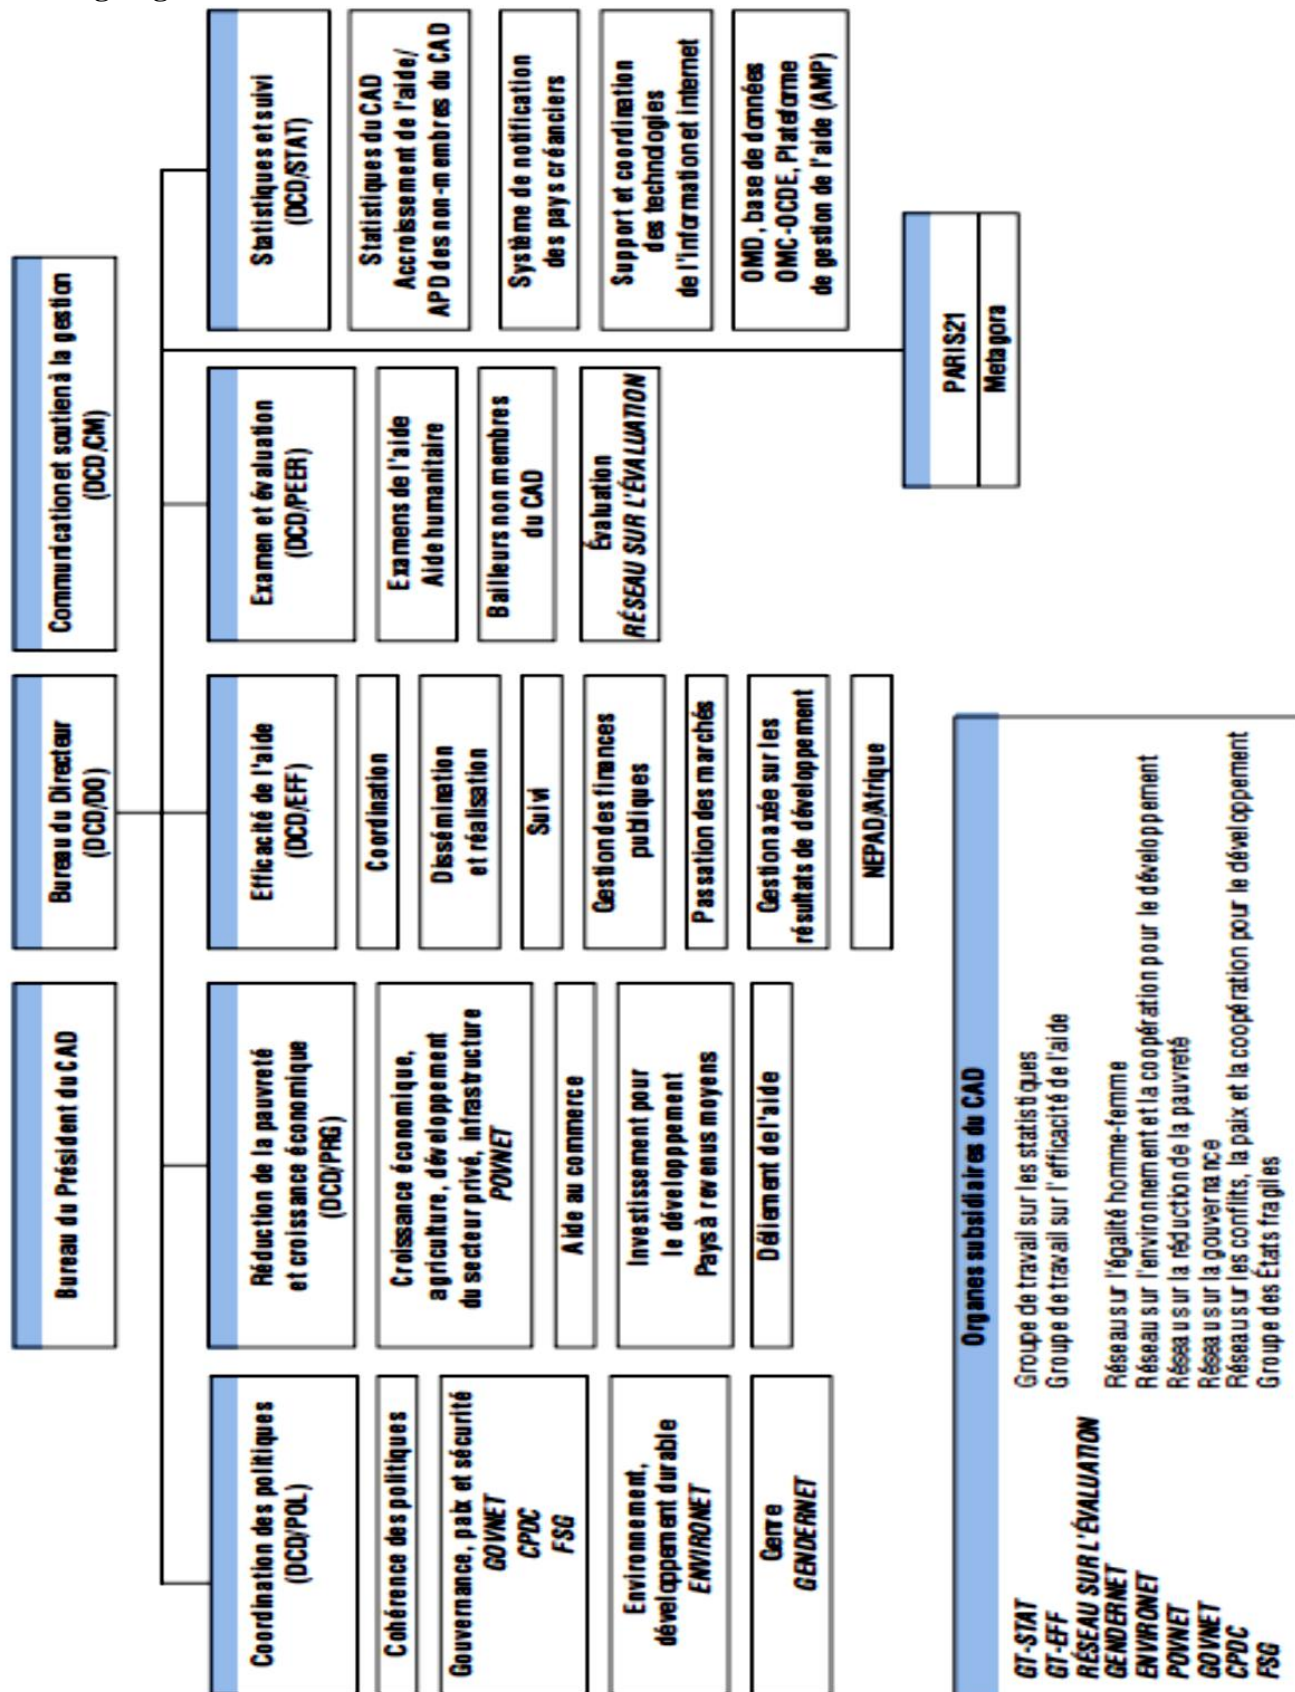 Bureau du Président du CAD
Bureau du Directeur
(DCD/DO)
Communication et soutien à la gestion
(DCD/CM)
Coordination des politiques
(DCD/POL)
Cohérence des politiques
Gouvernance, paix et sécurité
GOVNET
CPDC
FSG
Environnement,
développement durable
ENVIRONET
Genre
GENDERNET
Réduction de la pauvreté
et croissance économique
(DCD/PRG)
Croissance économique,
agriculture, développement
du secteur privé, infrastructure
POVNET
Aide au commerce
Investissement pour
le développement
Pays à revenus moyens
Déliement de l'aide
Efficacité de l'aide
(DCD/EFF)
Coordination
Dissémination
et réalisation
Suivi
Gestion des finances
publiques
Passation des marchés
Gestion axée sur les
résultats de développement
NEPAD/Afrique
Examen et évaluation
(DCD/PEER)
Examens de l'aide
Aide humanitaire
Bailleurs non membres
du CAD
Évaluation
RÉSEAU SUR L'ÉVALUATION
Statistiques et suivi
(DCD/STAT)
Statistiques du CAD
Accroissement de l'aide/
APD des non-membres du CAD
Système de notification
des pays créanciers
Support et coordination
des technologies
de l'information et internet
OMD, base de données
OMC-OCDE, Plateforme
de gestion de l'aide (AMP)
PARIS21
Metagora
Organes subsidiaires du CAD
GT-STAT Groupe de travail sur les statistiques
GT-EFF Groupe de travail sur l'efficacité de l'aide
RÉSEAU SUR L'ÉVALUATION
GENDERNET Réseau sur l'égalité homme-femme
ENVIRONET Réseau sur l'environnement et la coopération pour le développement
POVNET Réseau sur la réduction de la pauvreté
GOVNET Réseau sur la gouvernance
CPDC Réseau sur les conflits, la paix et la coopération pour le développement
FSG Groupe des États fragiles